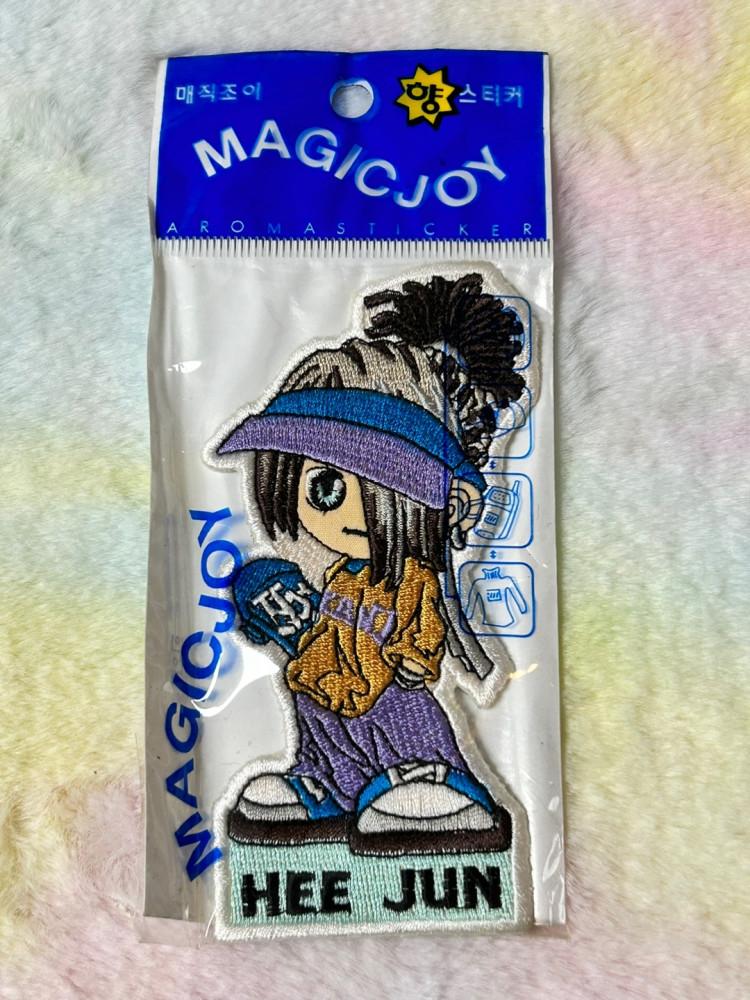 매직조이
향 스티커
MAGICJOY
AROMASTICKER
MAGICJOY
HEE JUN